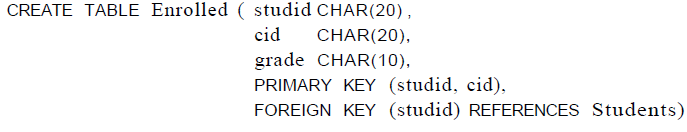 CREATE TABLE Enrolled ( studid CHAR(20) ,
cid CHAR(20),
grade CHAR(10),
PRIMARY KEY (studid, cid),
FOREIGN KEY (studid) REFERENCES Students)